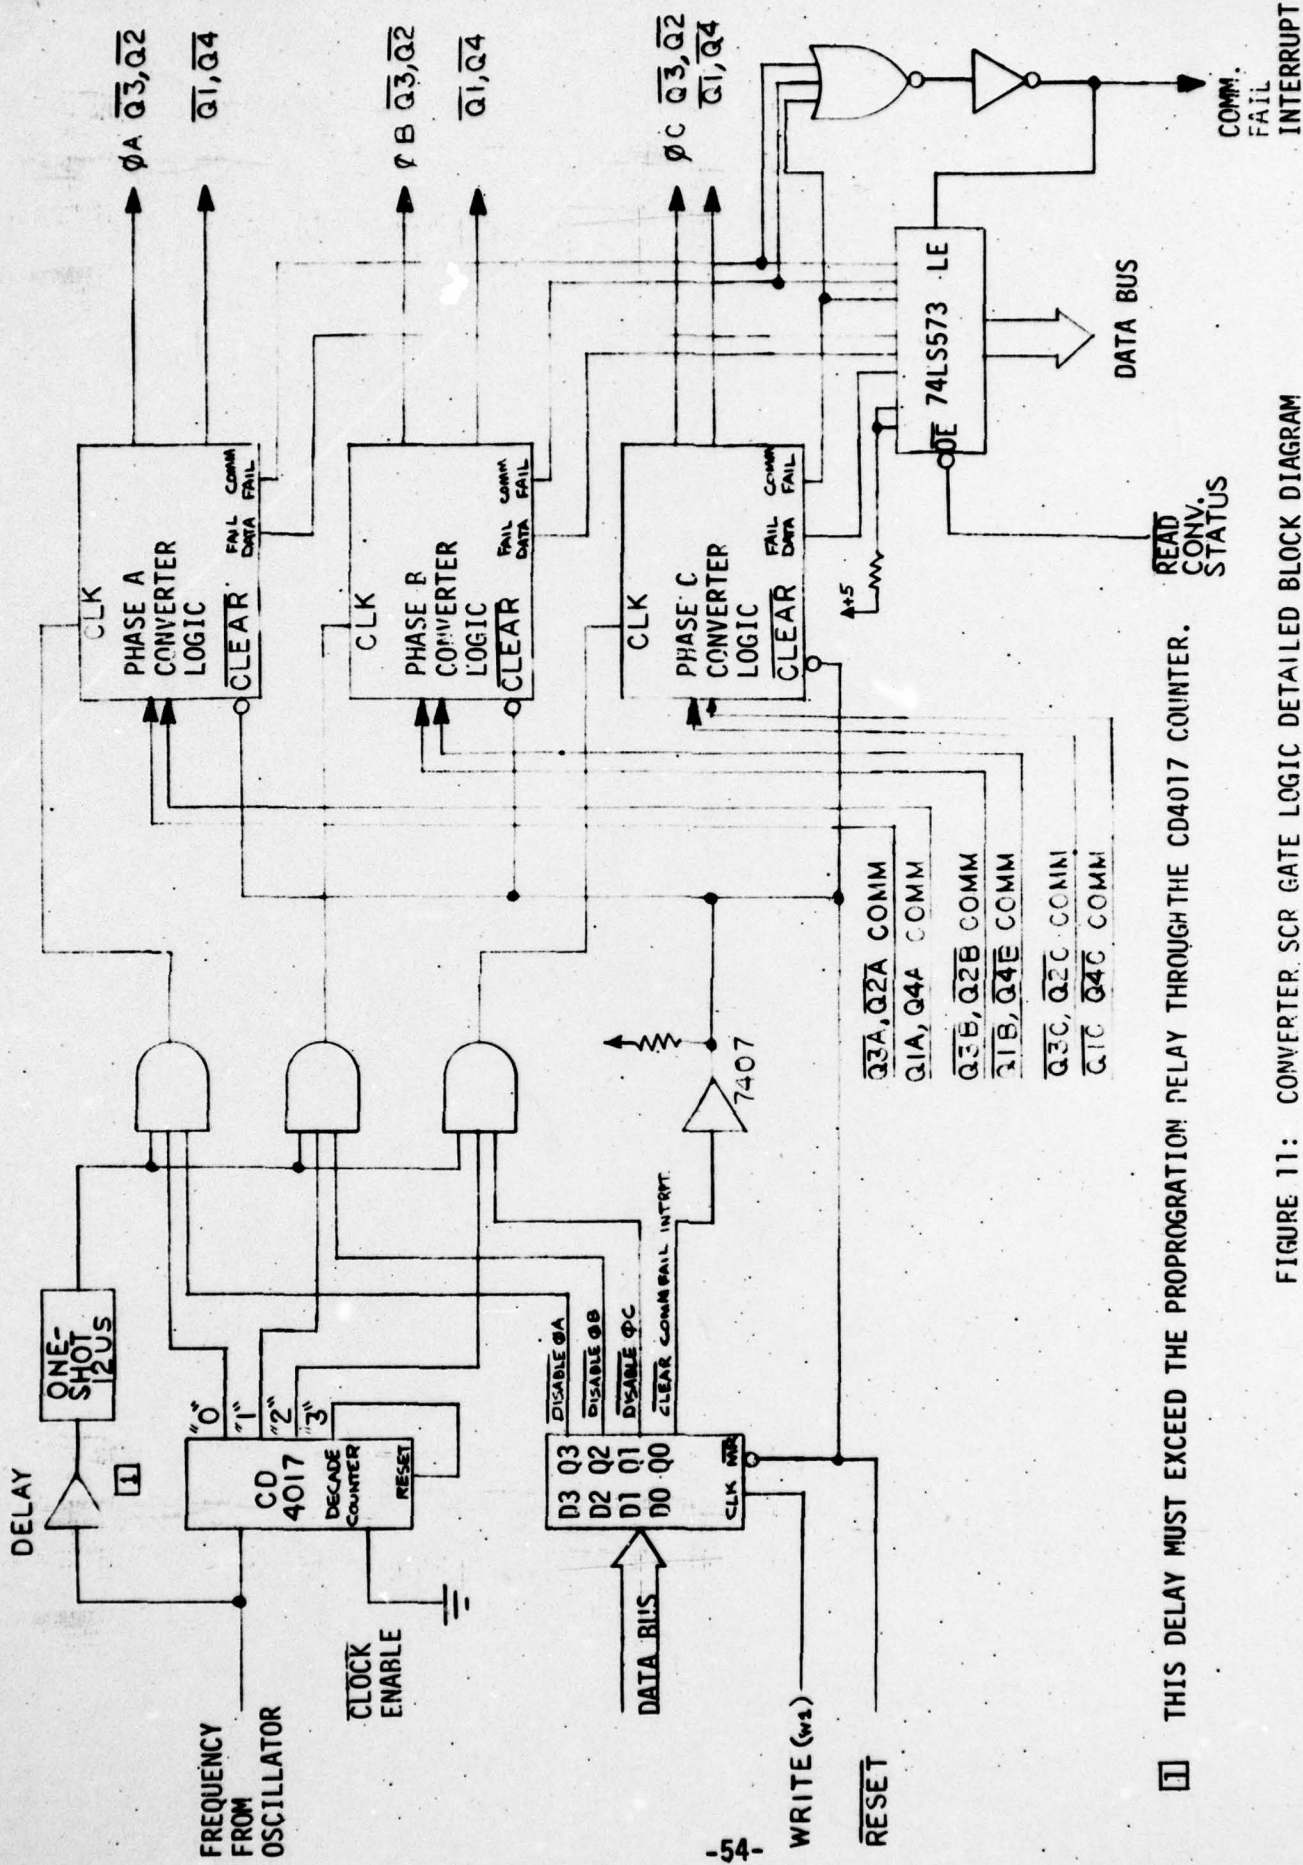 DELAY
ONE-
SHOT
12US
1
FREQUENCY
FROM
OSCILLATOR
CD
4017
DECADE
COUNTER
RESET
"0"
"1"
"2"
"3"
CLOCK
ENABLE
DATA BUS
D3 Q3
D2 Q2
D1 Q1
D0 Q0
CLK MR
DISABLE ØA
DISABLE ØB
DISABLE ØC
CLEAR COMM FAIL INTRPT.
WRITE (W1)
RESET
7407
CLK
PHASE A
CONVERTER
LOGIC
CLEAR
FAIL
DATA
COMM
FAIL
ØA Q3, Q2
Q1, Q4
CLK
PHASE B
CONVERTER
LOGIC
CLEAR
FAIL
DATA
COMM
FAIL
ØB Q3, Q2
Q1, Q4
CLK
PHASE C
CONVERTER
LOGIC
CLEAR
FAIL
DATA
COMM
FAIL
ØC Q3, Q2
Q1, Q4
Q3A, Q2A COMM
Q1A, Q4A COMM
Q3B, Q2B COMM
Q1B, Q4B COMM
Q3C, Q2C COMM
Q1C Q4C COMM
+5
OE 74LS573 LE
READ
CONV.
STATUS
DATA BUS
COMM.
FAIL
INTERRUPT
1 THIS DELAY MUST EXCEED THE PROPROGRATION DELAY THROUGH THE CD4017 COUNTER.
FIGURE 11: CONVERTER SCR GATE LOGIC DETAILED BLOCK DIAGRAM
-54-